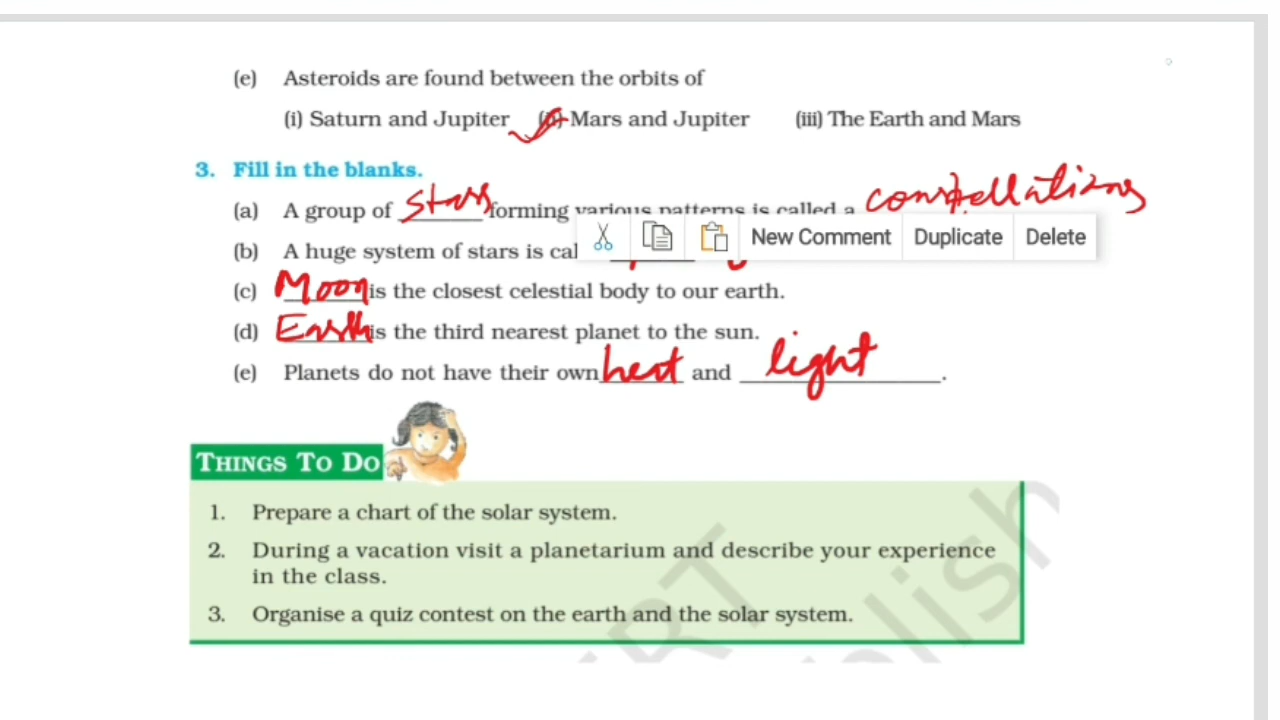 (e) Asteroids are found between the orbits of
(i) Saturn and Jupiter (ii) Mars and Jupiter (iii) The Earth and Mars
3. Fill in the blanks.
(a) A group of stars forming various patterns is called a constellations
(b) A huge system of stars is cal
New Comment Duplicate Delete
(c) Moon is the closest celestial body to our earth.
(d) Earth is the third nearest planet to the sun.
(e) Planets do not have their own heat and light .
THINGS TO DO
1. Prepare a chart of the solar system.
2. During a vacation visit a planetarium and describe your experience
in the class.
3. Organise a quiz contest on the earth and the solar system.